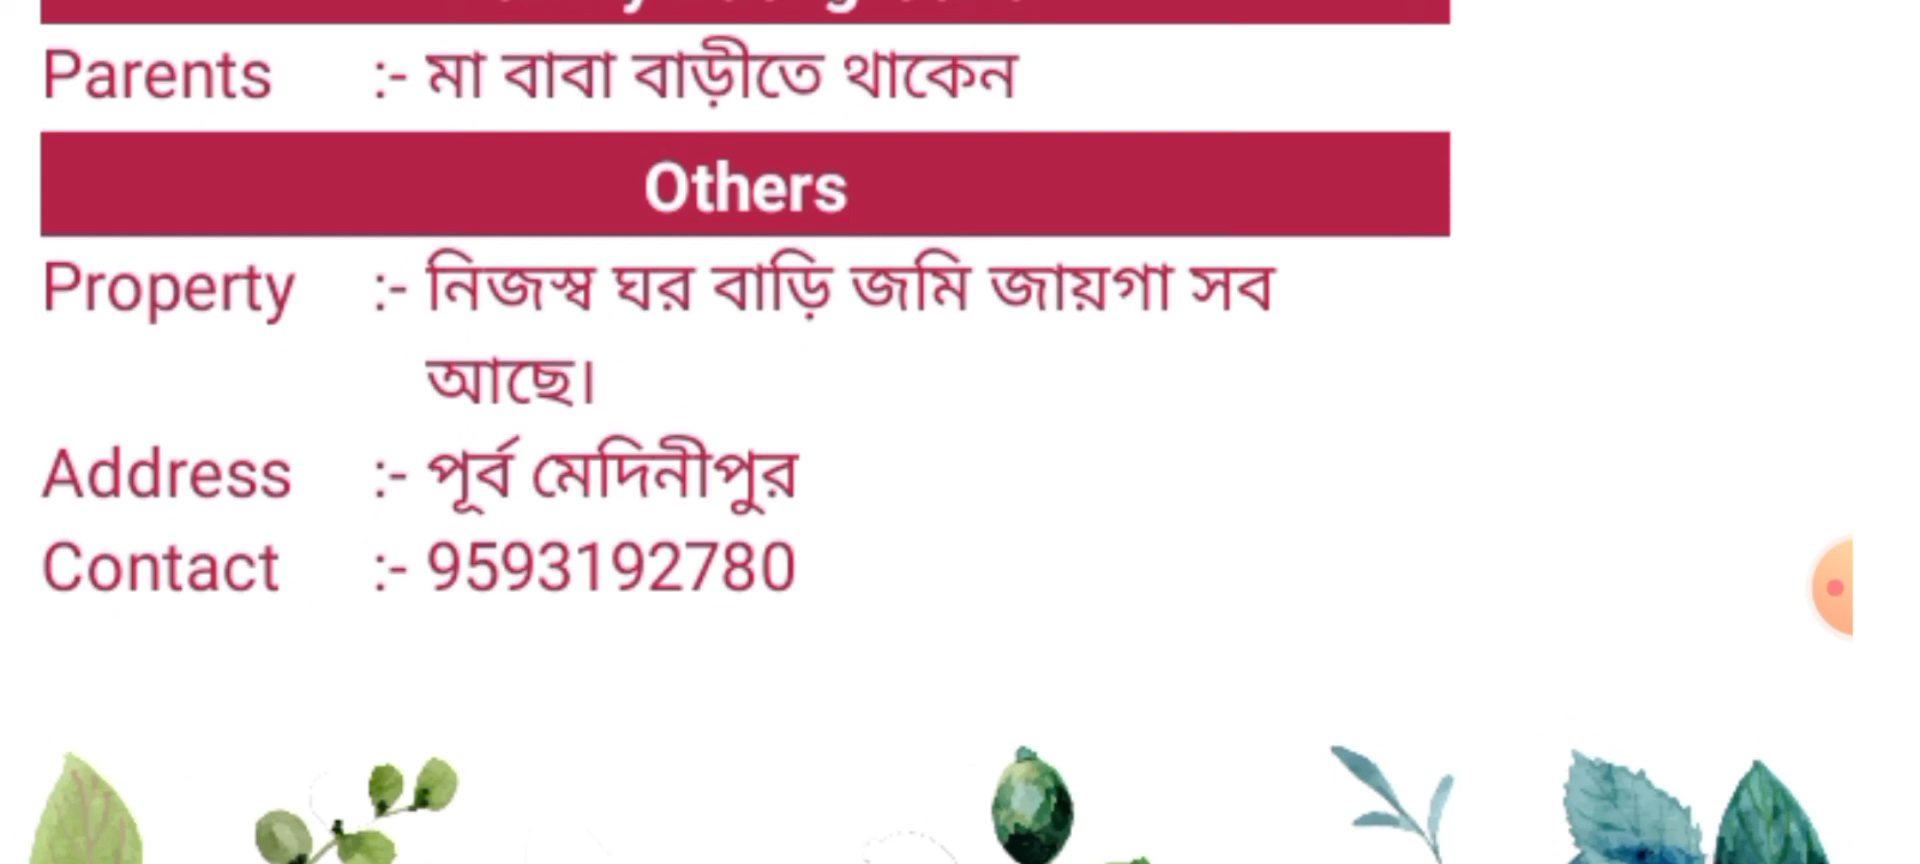 Parents :- মা বাবা বাড়ীতে থাকেন
Others
Property :- নিজস্ব ঘর বাড়ি জমি জায়গা সব
আছে।
Address :- পূর্ব মেদিনীপুর
Contact :- 9593192780